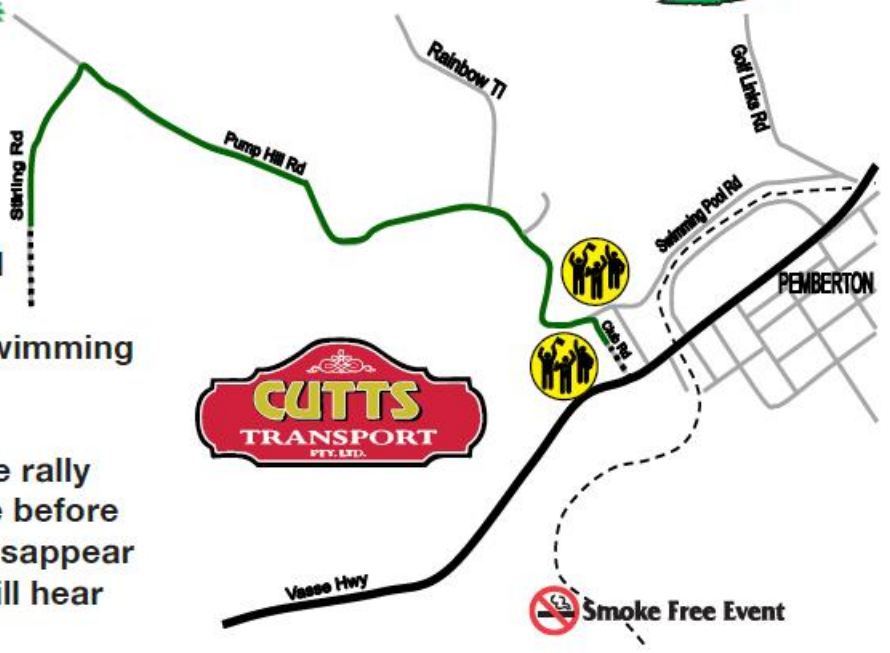 Rainbow Tl
Golf Links Rd
Stirling Rd
Pump Hill Rd
Swimming Pool Rd
PEMBERTON
Club Rd
wimming
CUTTS
TRANSPORT
PTY. LTD.
e rally
e before
sappear
ill hear
Vasse Hwy
Smoke Free Event